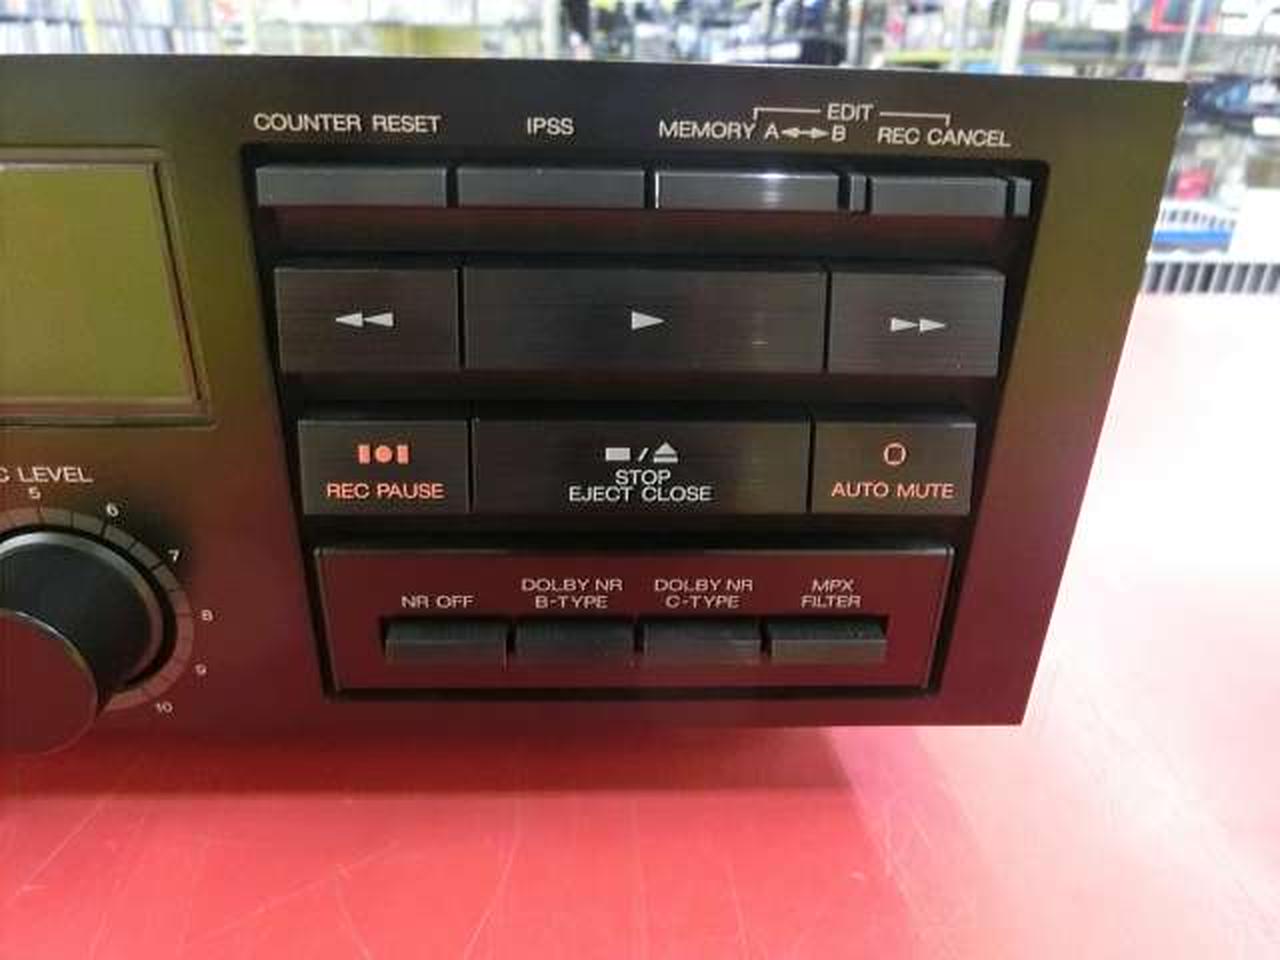 EDIT
COUNTER RESET IPSS MEMORY A◄►B REC CANCEL
C LEVEL
5
6
7
8
9
10
REC PAUSE
STOP
EJECT CLOSE
AUTO MUTE
NR OFF
DOLBY NR
B-TYPE
DOLBY NR
C-TYPE
MPX
FILTER